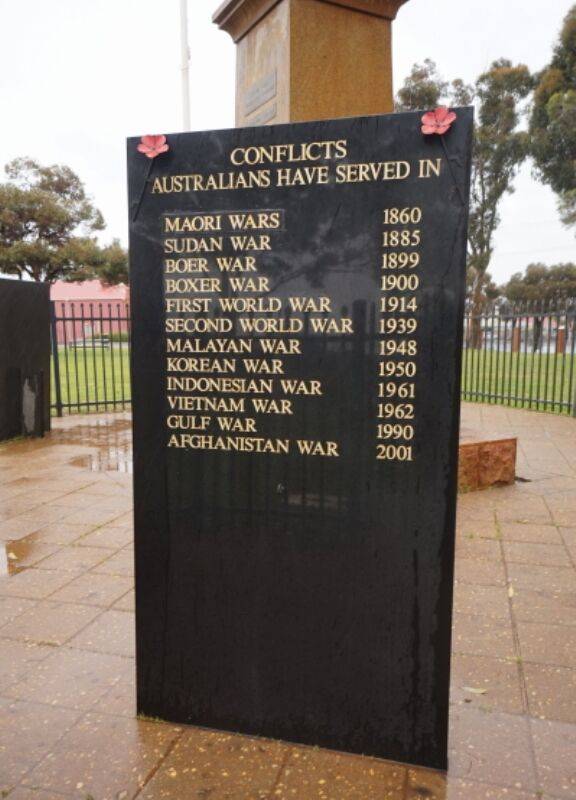 CONFLICTS
AUSTRALIANS HAVE SERVED IN
MAORI WARS 1860
SUDAN WAR 1885
BOER WAR 1899
BOXER WAR 1900
FIRST WORLD WAR 1914
SECOND WORLD WAR 1939
MALAYAN WAR 1948
KOREAN WAR 1950
INDONESIAN WAR 1961
VIETNAM WAR 1962
GULF WAR 1990
AFGHANISTAN WAR 2001